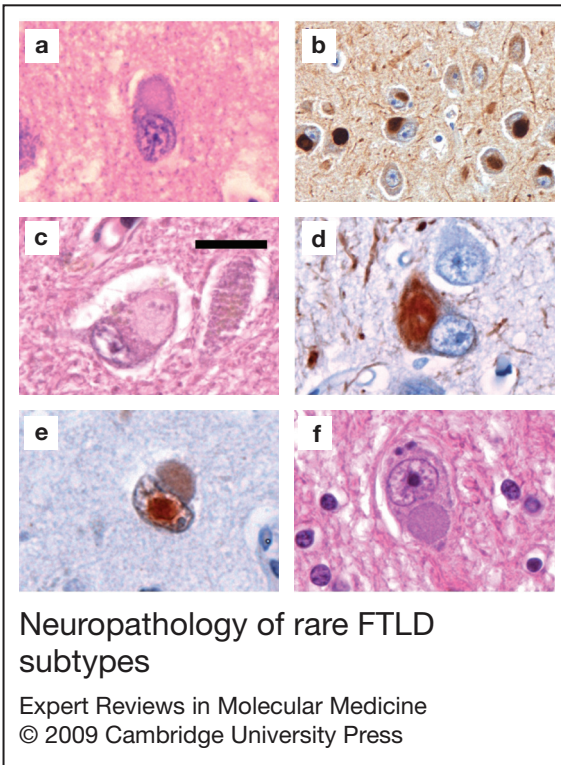 a
b
c
d
e
f
Neuropathology of rare FTLD
subtypes
Expert Reviews in Molecular Medicine
© 2009 Cambridge University Press